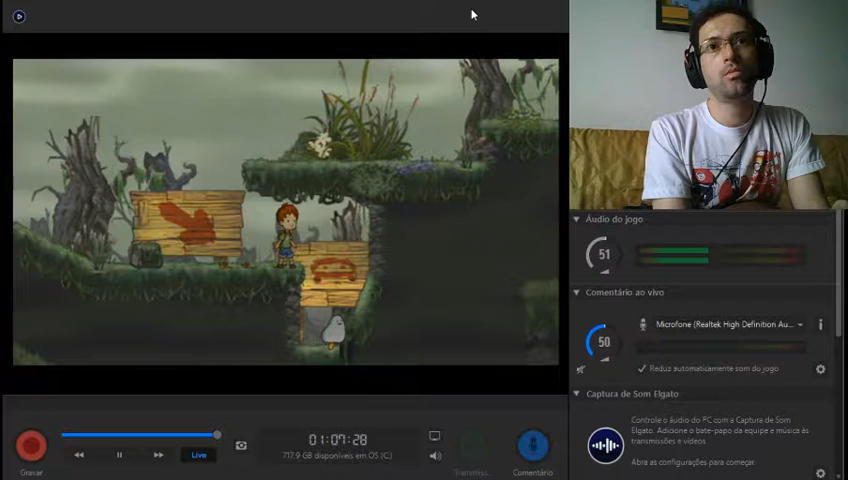 Áudio do jogo
51
Comentário ao vivo
Microfone (Realtek High Definition Au...
50
Reduz automaticamente som do jogo
Captura de Som Elgato
Controle o áudio do PC com a Captura de Som
Elgato. Adicione o bate-papo da equipe e música às
transmissões e vídeos
Abra as configurações para começar.
01:07:28
717.9 GB disponíveis em OS (C:)
Live
Gravar
Transmiss...
Comentário